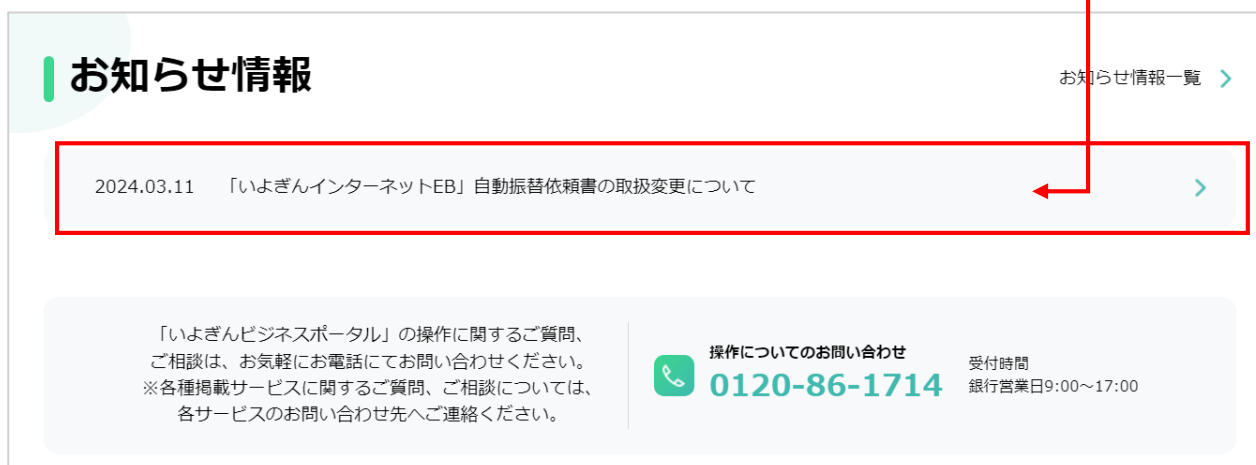 お知らせ情報
お知らせ情報一覧
2024.03.11 「いよぎんインターネットEB」自動振替依頼書の取扱変更について
「いよぎんビジネスポータル」の操作に関するご質問、
ご相談は、お気軽にお電話にてお問い合わせください。
※各種掲載サービスに関するご質問、ご相談については、
各サービスのお問い合わせ先へご連絡ください。
操作についてのお問い合わせ
0120-86-1714
受付時間
銀行営業日9:00~17:00